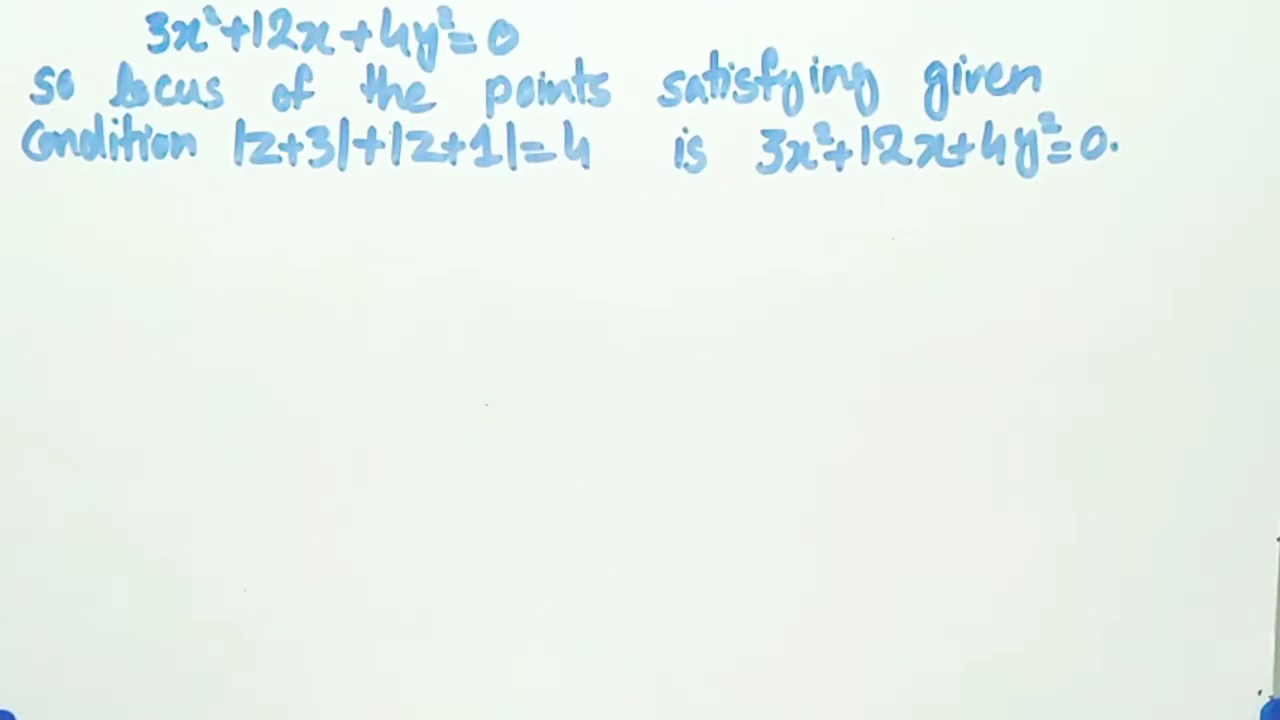 3x²+12x+4y²=0
so locus of the points satisfying given
Condition |z+3|+|z+1|=4 is 3x²+12x+4y²=0.